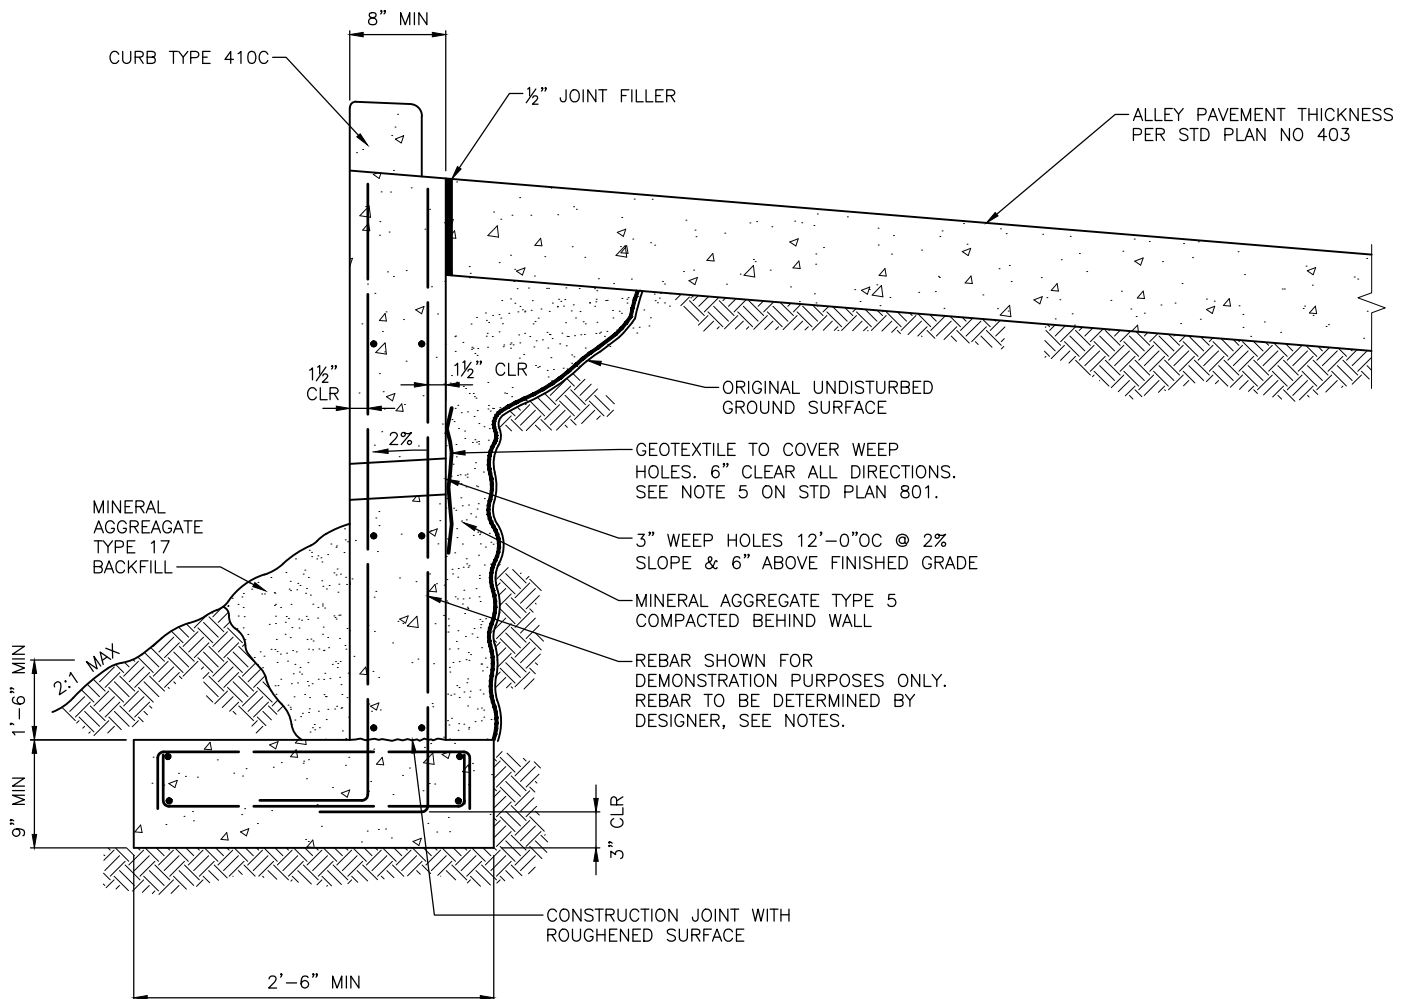 8” MIN
CURB TYPE 410C
½” JOINT FILLER
ALLEY PAVEMENT THICKNESS
PER STD PLAN NO 403
1½”
CLR
1½” CLR
ORIGINAL UNDISTURBED
GROUND SURFACE
2%
GEOTEXTILE TO COVER WEEP
HOLES. 6” CLEAR ALL DIRECTIONS.
SEE NOTE 5 ON STD PLAN 801.
MINERAL
AGGREAGATE
TYPE 17
BACKFILL
3” WEEP HOLES 12’-0”OC @ 2%
SLOPE & 6” ABOVE FINISHED GRADE
MINERAL AGGREGATE TYPE 5
COMPACTED BEHIND WALL
2:1 MAX
1’-6” MIN
REBAR SHOWN FOR
DEMONSTRATION PURPOSES ONLY.
REBAR TO BE DETERMINED BY
DESIGNER, SEE NOTES.
9” MIN
3” CLR
CONSTRUCTION JOINT WITH
ROUGHENED SURFACE
2’-6” MIN